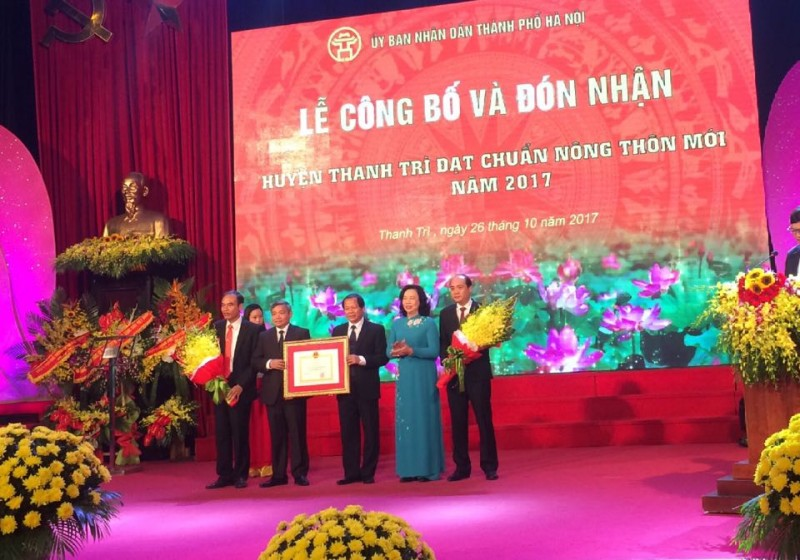 ỦY BAN NHÂN DÂN THÀNH PHỐ HÀ NỘI
LỄ CÔNG BỐ VÀ ĐÓN NHẬN
HUYỆN THANH TRÌ ĐẠT CHUẨN NÔNG THÔN MỚI
NĂM 2017
Thanh Trì , ngày 26 tháng 10 năm 2017